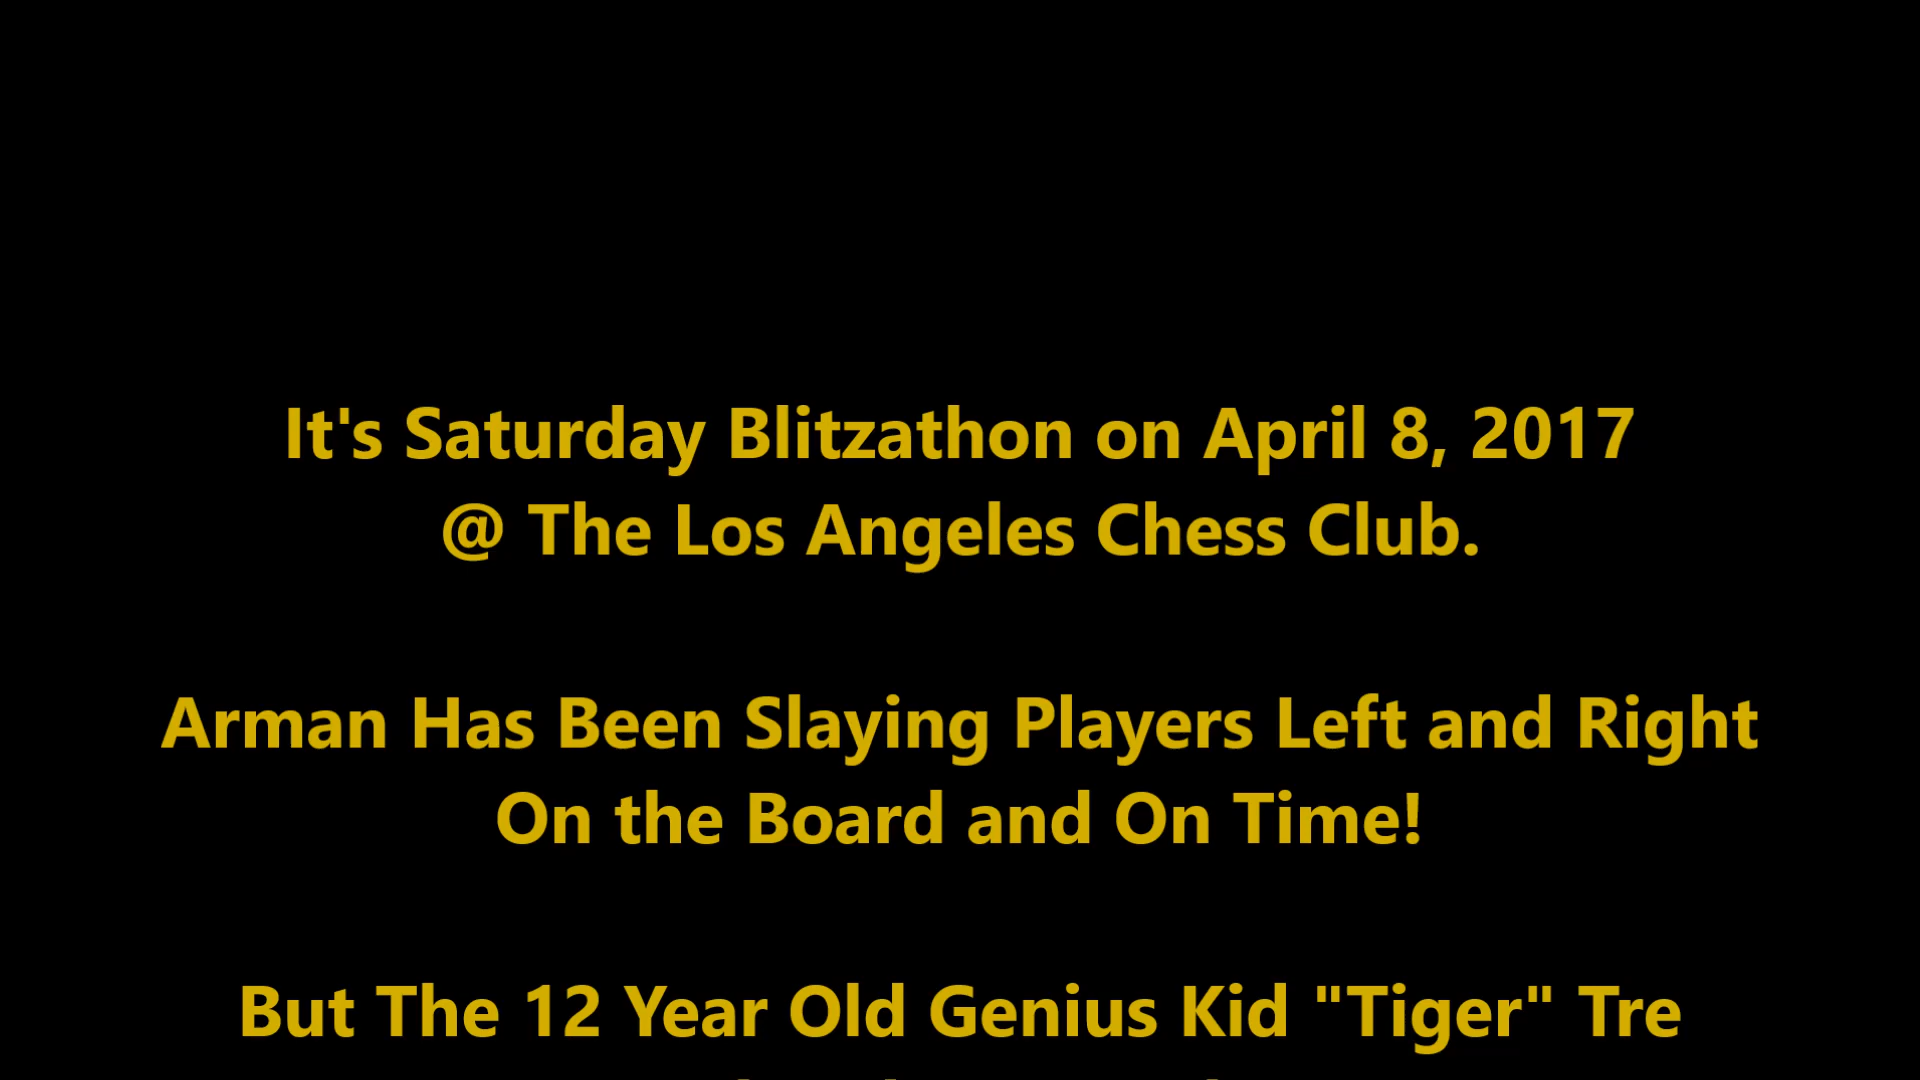 It's Saturday Blitzathon on April 8, 2017
@ The Los Angeles Chess Club.
Arman Has Been Slaying Players Left and Right
On the Board and On Time!
But The 12 Year Old Genius Kid "Tiger" Tre